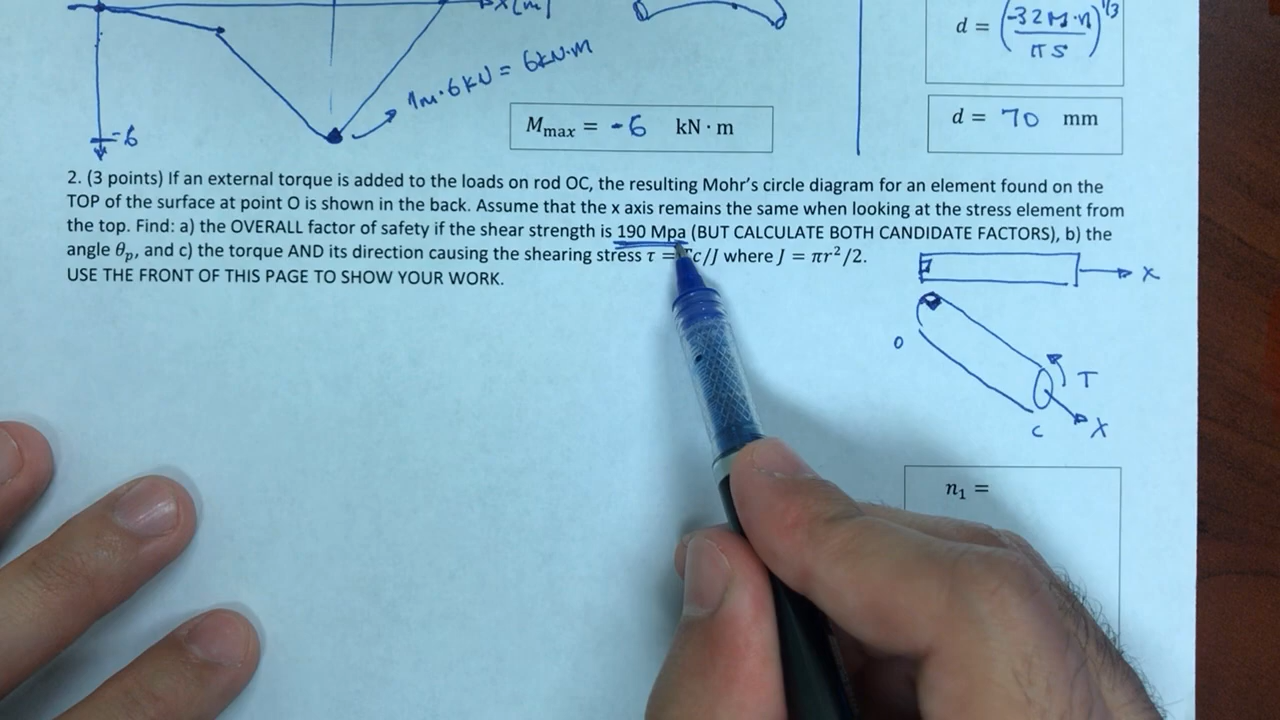 x[m]
d = (-32 M·n / π S)^1/3
1m·6kN = 6kN·m
-6
M_max = -6 kN · m
d = 70 mm
2. (3 points) If an external torque is added to the loads on rod OC, the resulting Mohr's circle diagram for an element found on the
TOP of the surface at point O is shown in the back. Assume that the x axis remains the same when looking at the stress element from
the top. Find: a) the OVERALL factor of safety if the shear strength is 190 Mpa (BUT CALCULATE BOTH CANDIDATE FACTORS), b) the
angle θp, and c) the torque AND its direction causing the shearing stress τ = Tc/J where J = πr²/2.
USE THE FRONT OF THIS PAGE TO SHOW YOUR WORK.
x
O
T
C
x
n₁ =